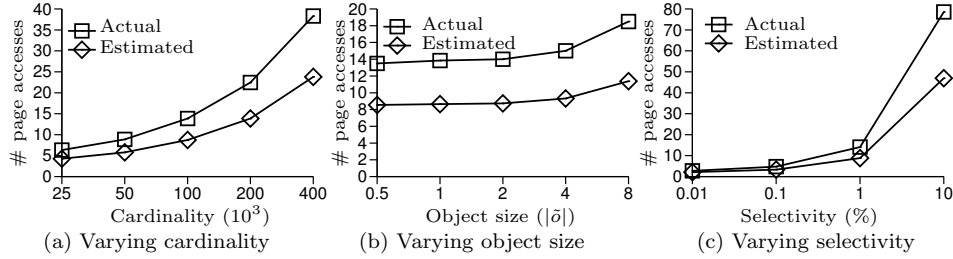 # page accesses
40
35
30
25
20
15
10
5
0
Actual
Estimated
25 50 100 200 400
Cardinality (10³)
(a) Varying cardinality
# page accesses
20
18
16
14
12
10
8
6
4
2
0
Actual
Estimated
0.5 1 2 4 8
Object size (|õ|)
(b) Varying object size
# page accesses
80
70
60
50
40
30
20
10
0
Actual
Estimated
0.01 0.1 1 10
Selectivity (%)
(c) Varying selectivity